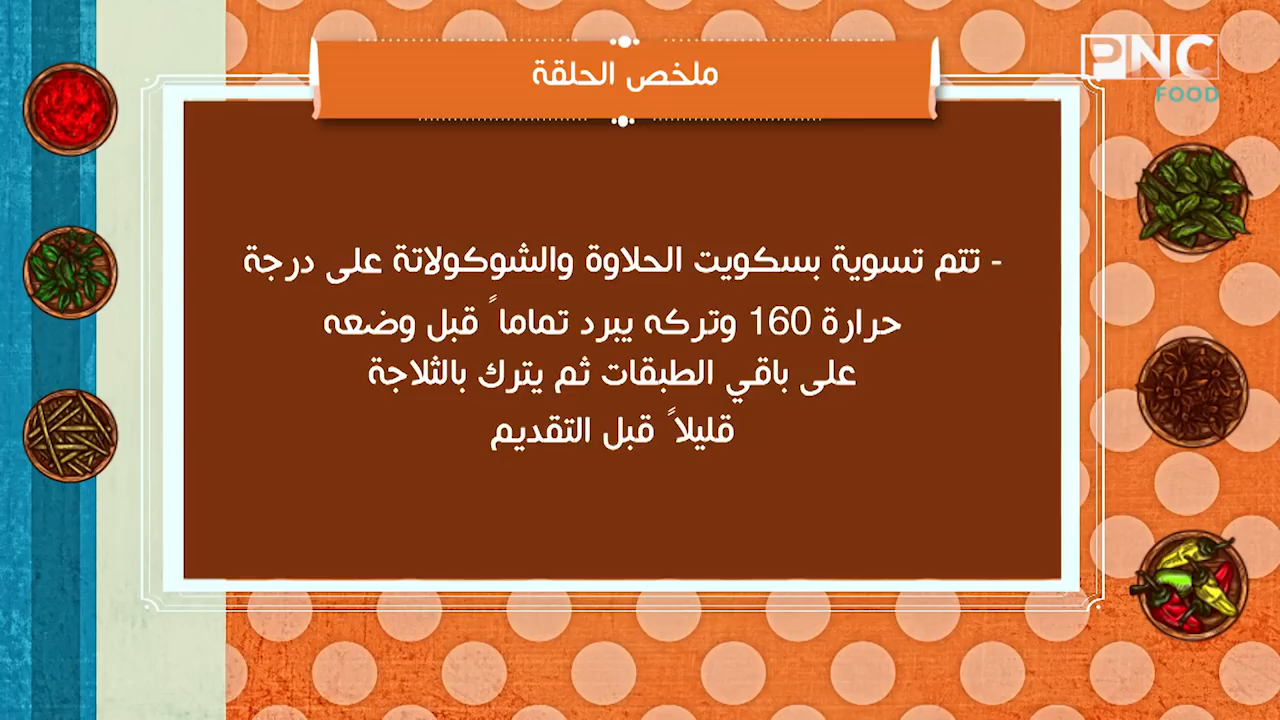 ملخص الحلقة
PNC
FOOD
- تتم تسوية بسكويت الحلاوة والشوكولاتة على درجة
حرارة 160 وتركه يبرد تماماً قبل وضعه
على باقي الطبقات ثم يترك بالثلاجة
قليلاً قبل التقديم